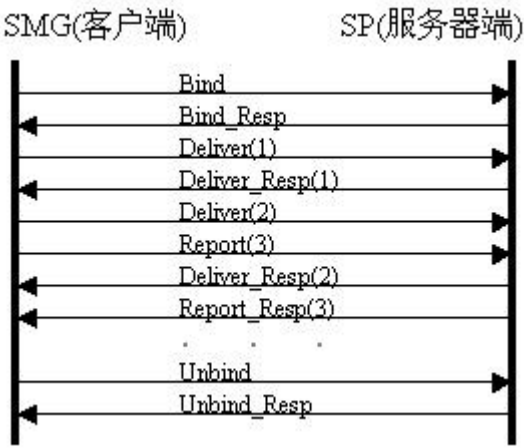 SMG(客户端) SP(服务器端)
Bind
Bind_Resp
Deliver(1)
Deliver_Resp(1)
Deliver(2)
Report(3)
Deliver_Resp(2)
Report_Resp(3)
. . .
Unbind
Unbind_Resp